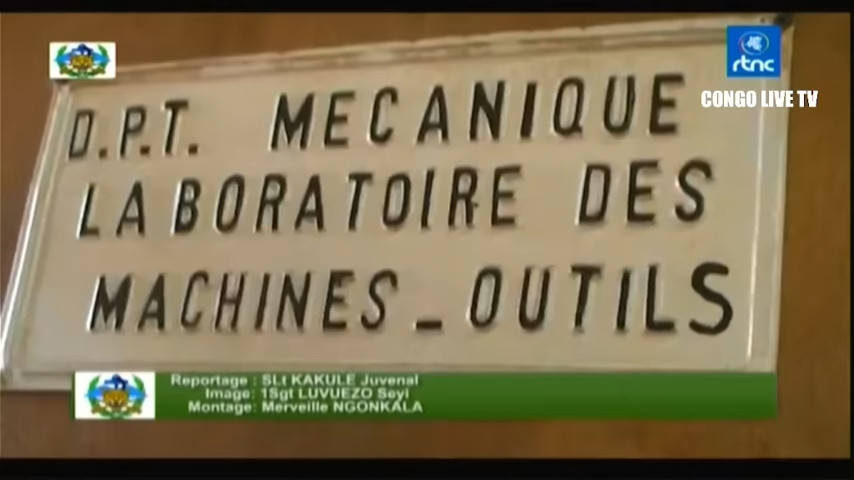 rtnc
CONGO LIVE TV
D.P.T. MECANIQUE
LABORATOIRE DES
MACHINES_OUTILS
Reportage : SLt KAKULE Juvenal
Image: 1Sgt LUVUEZO Seyi
Montage: Merveille NGONKALA